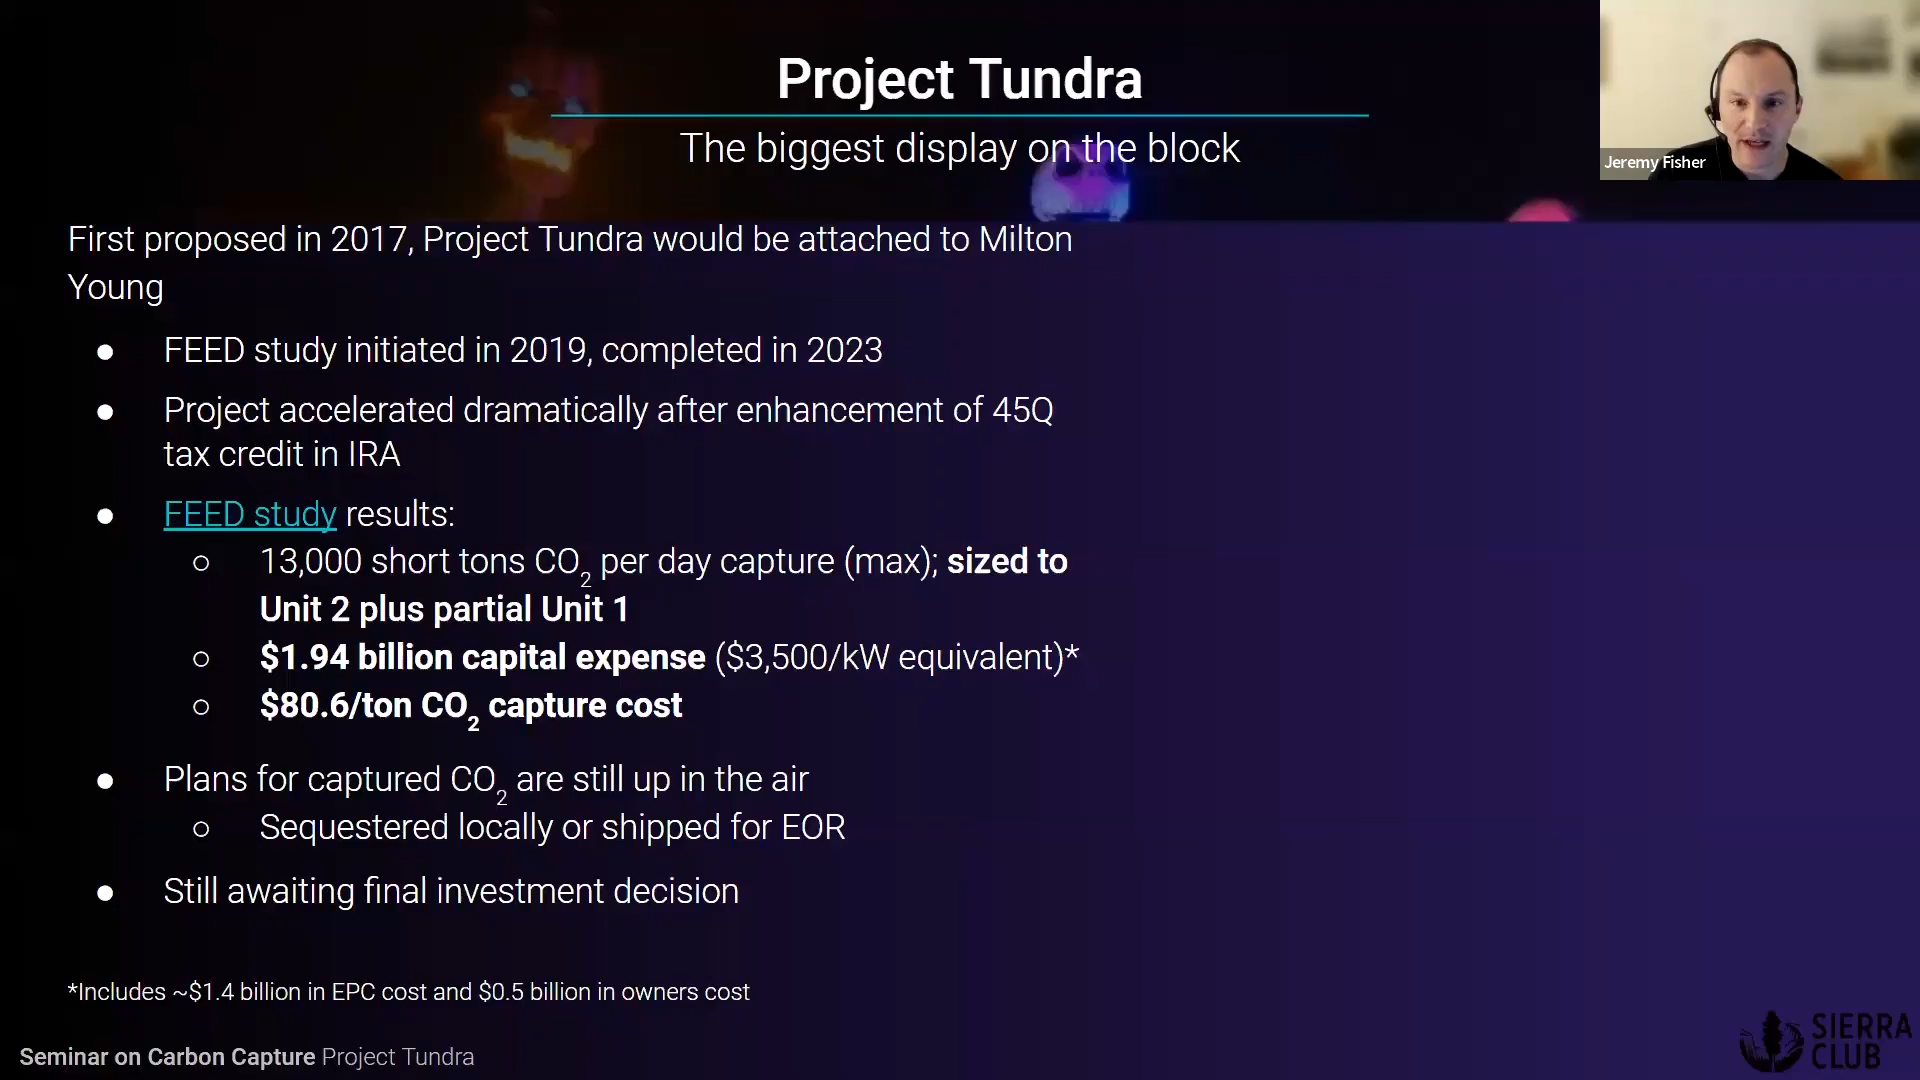 Project Tundra
The biggest display on the block
Jeremy Fisher
First proposed in 2017, Project Tundra would be attached to Milton
Young
● FEED study initiated in 2019, completed in 2023
● Project accelerated dramatically after enhancement of 45Q
tax credit in IRA
● FEED study results:
○ 13,000 short tons CO₂ per day capture (max); sized to
Unit 2 plus partial Unit 1
○ $1.94 billion capital expense ($3,500/kW equivalent)*
○ $80.6/ton CO₂ capture cost
● Plans for captured CO₂ are still up in the air
○ Sequestered locally or shipped for EOR
● Still awaiting final investment decision
*Includes ~$1.4 billion in EPC cost and $0.5 billion in owners cost
Seminar on Carbon Capture Project Tundra
SIERRA
CLUB